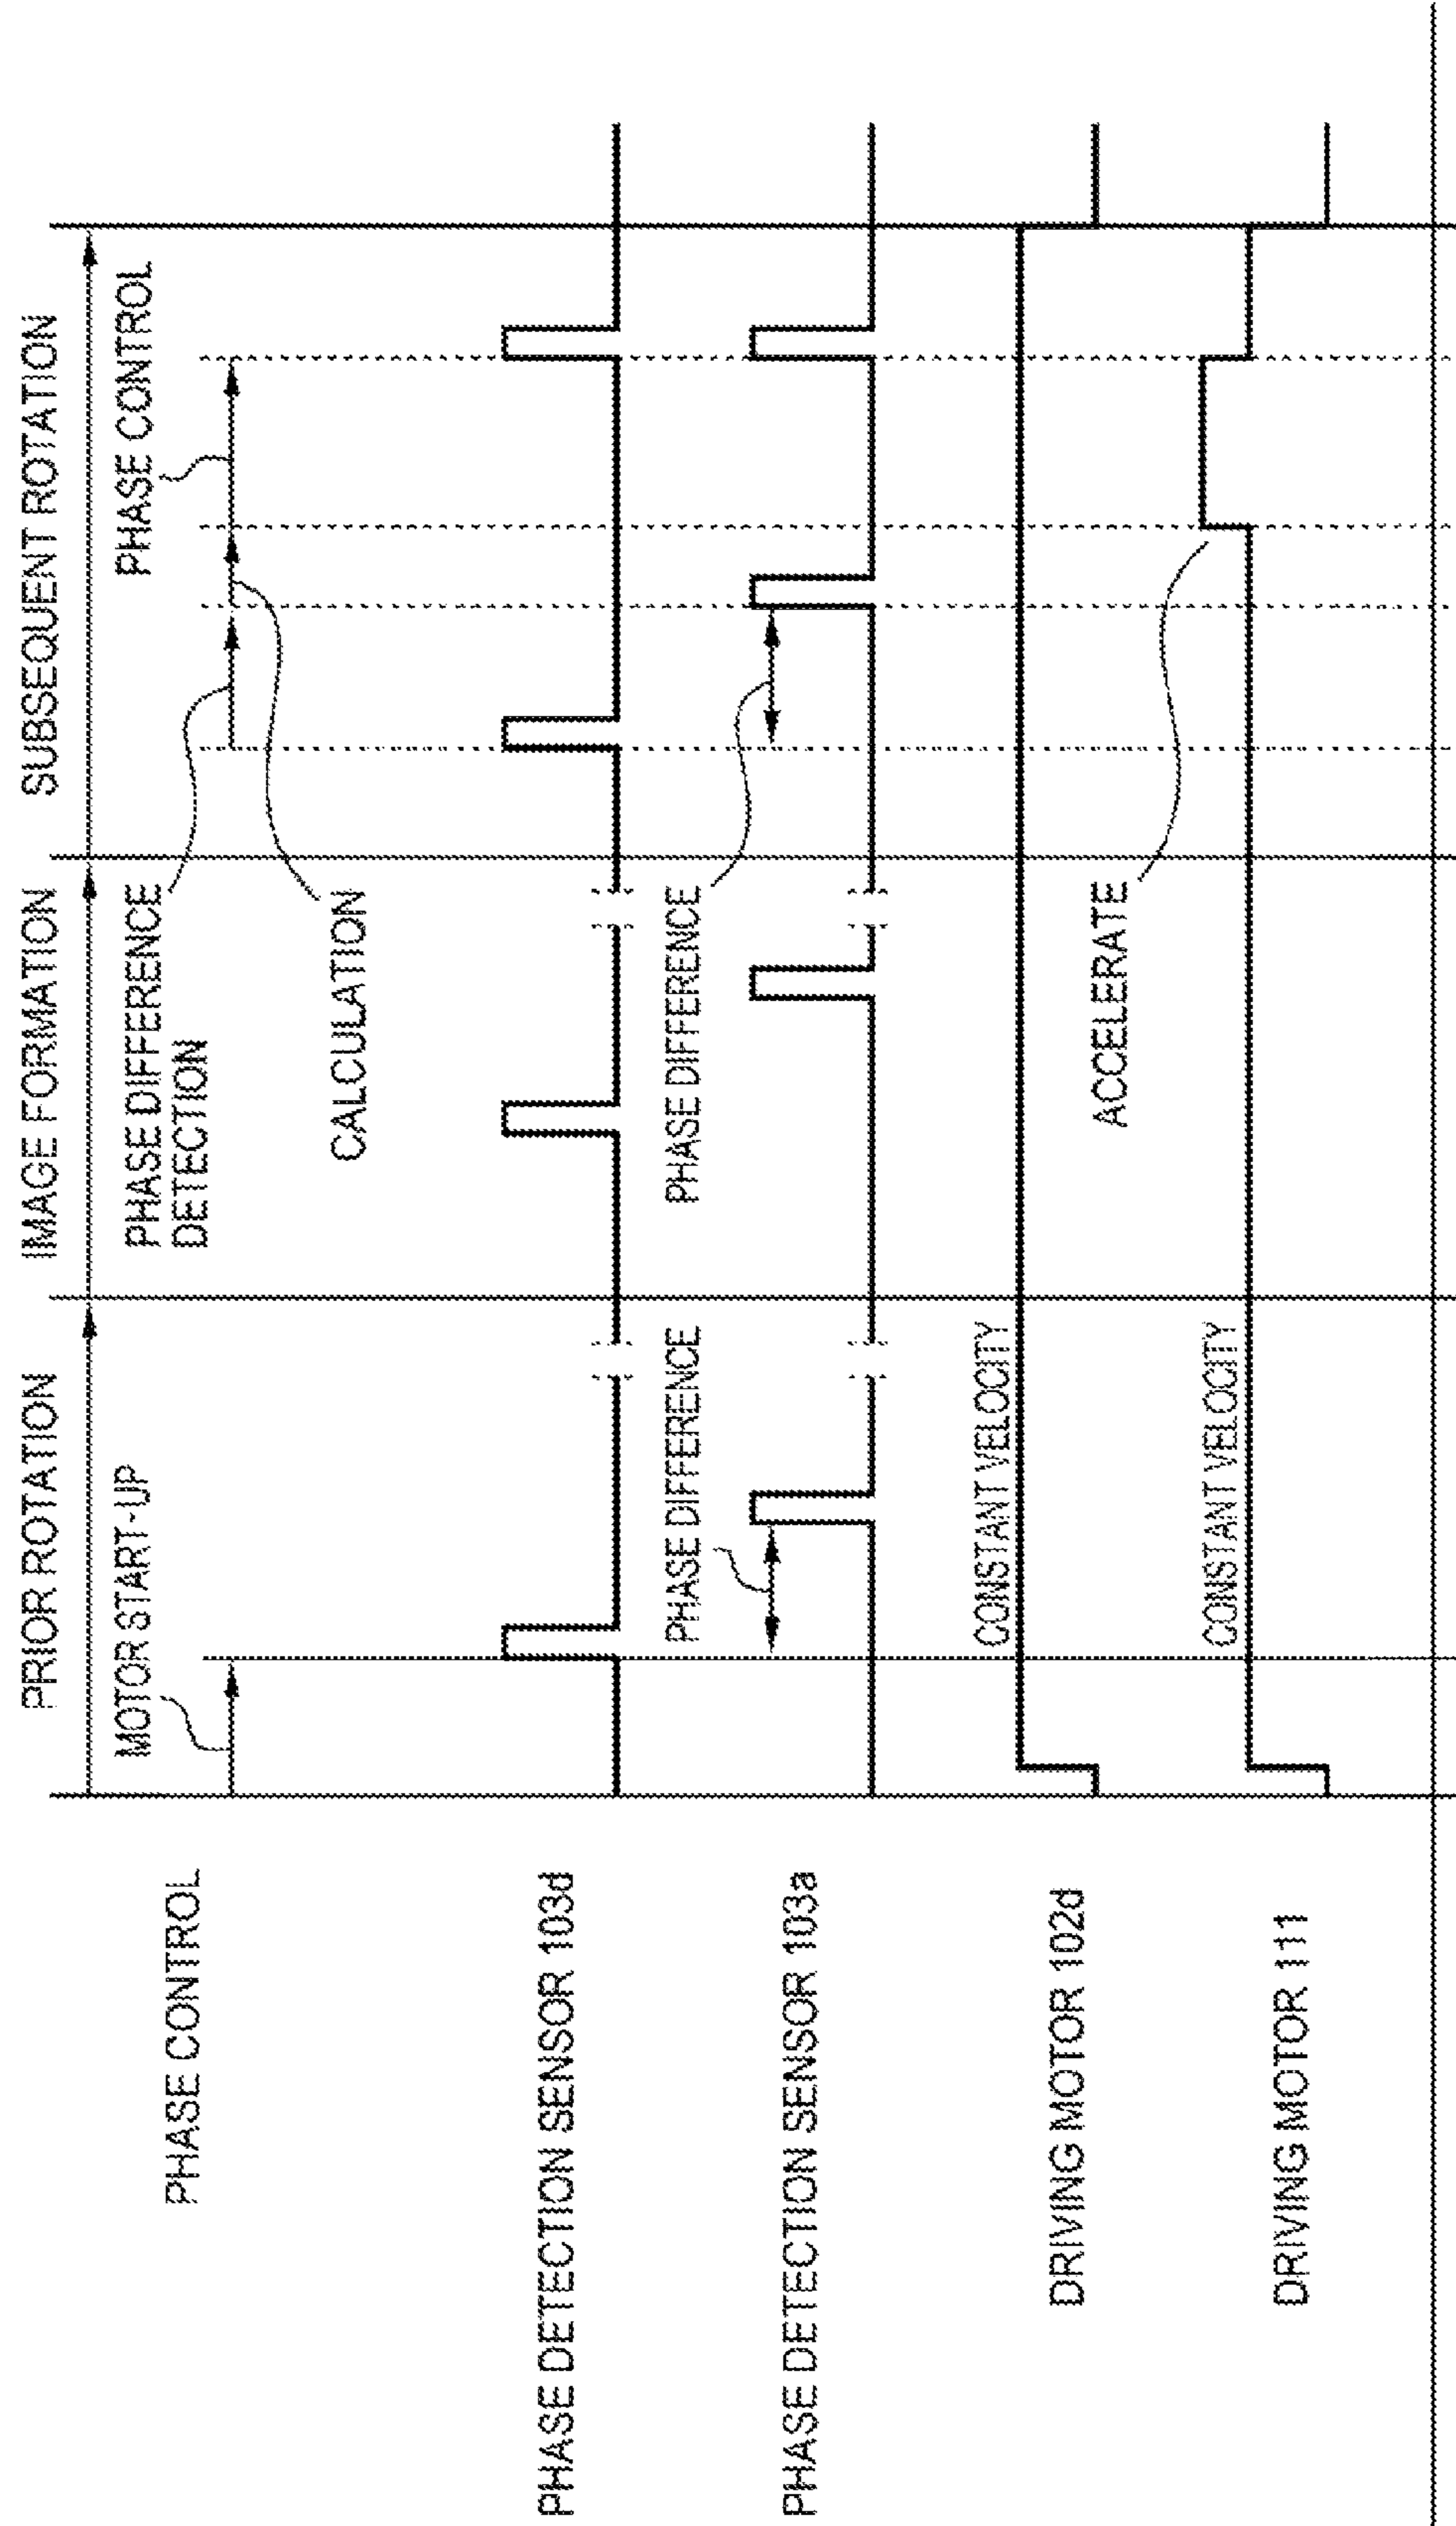 PRIOR ROTATION
IMAGE FORMATION
SUBSEQUENT ROTATION
PHASE CONTROL
MOTOR START-UP
PHASE DIFFERENCE
DETECTION
PHASE CONTROL
CALCULATION
PHASE DETECTION SENSOR 103d
PHASE DIFFERENCE
PHASE DIFFERENCE
PHASE DETECTION SENSOR 103a
CONSTANT VELOCITY
DRIVING MOTOR 102d
ACCELERATE
CONSTANT VELOCITY
DRIVING MOTOR 111